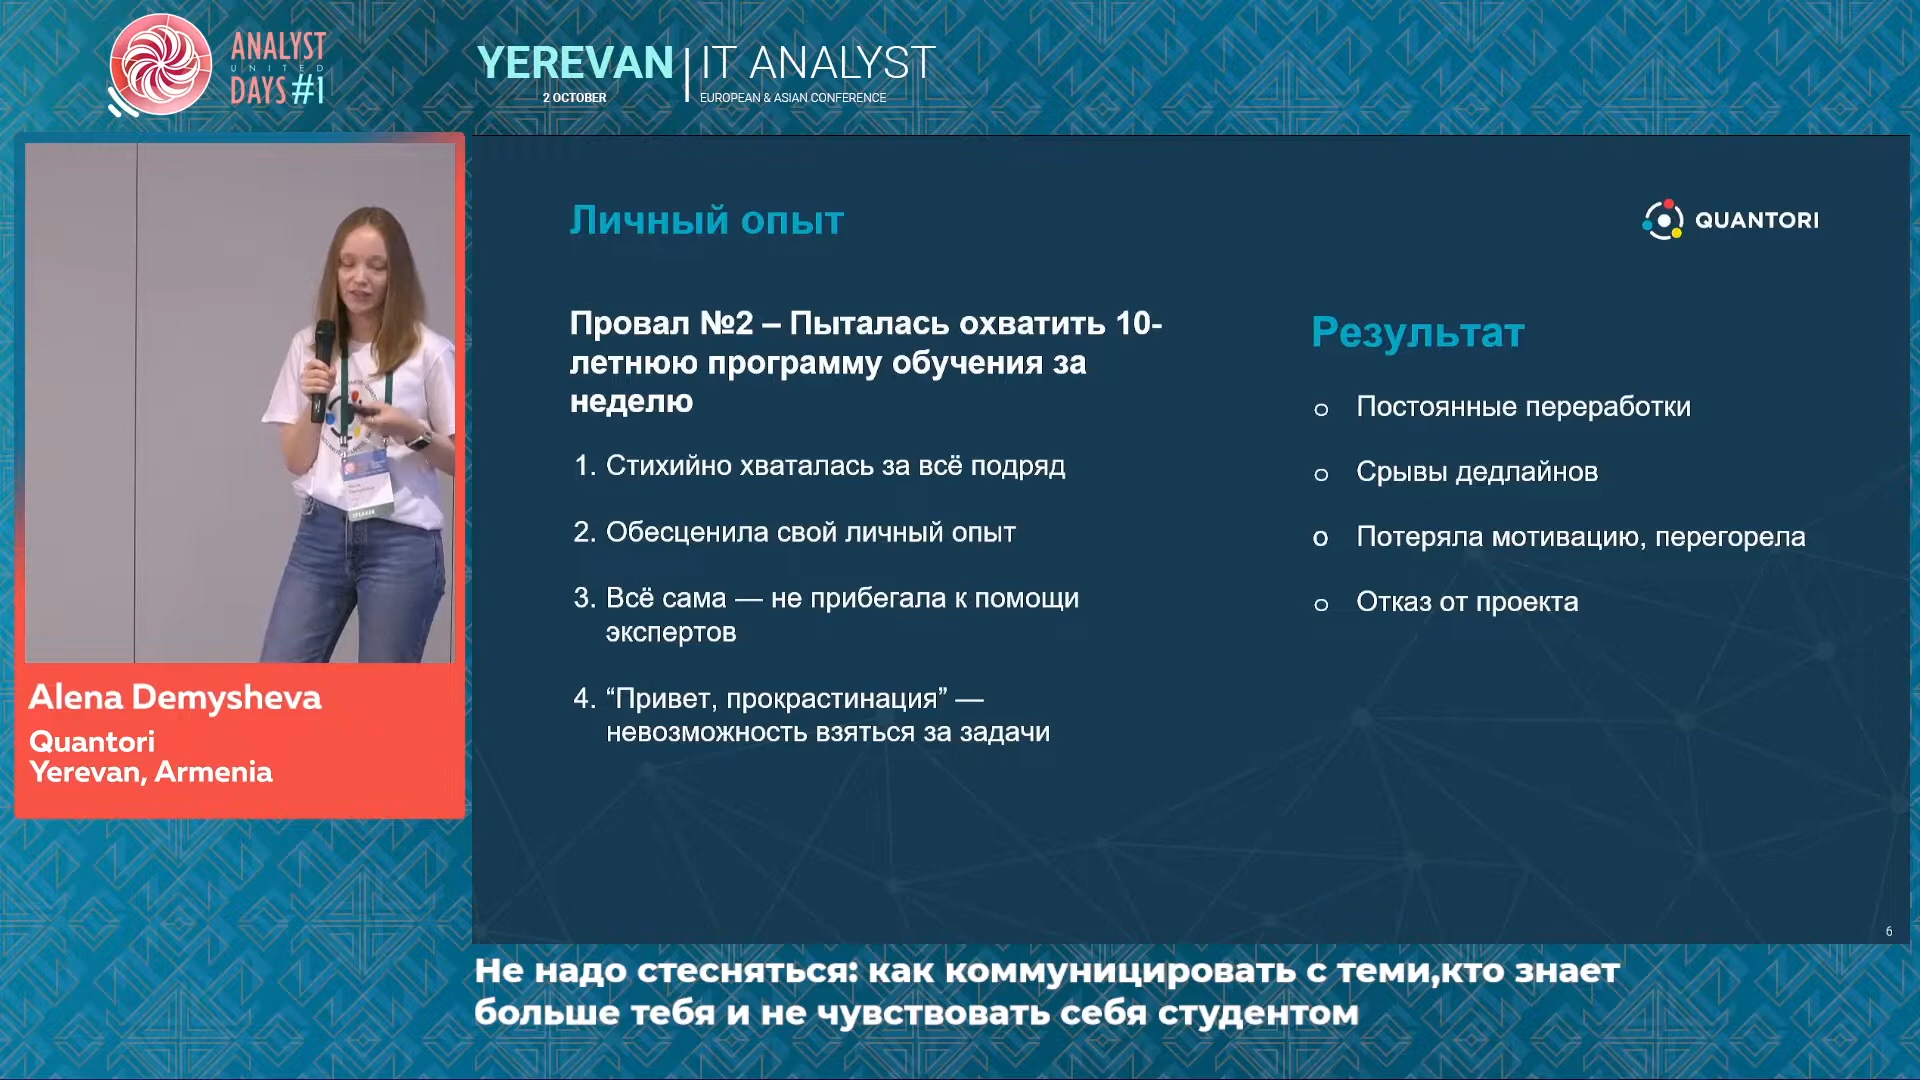 ANALYST
UNITED
DAYS #1
YEREVAN
2 OCTOBER
IT ANALYST
EUROPEAN & ASIAN CONFERENCE
Alena Demysheva
Quantori
Yerevan, Armenia
Личный опыт
QUANTORI
Провал №2 – Пыталась охватить 10-
летнюю программу обучения за
неделю
1. Стихийно хваталась за всё подряд
2. Обесценила свой личный опыт
3. Всё сама — не прибегала к помощи
экспертов
4. “Привет, прокрастинация” —
невозможность взяться за задачи
Результат
o Постоянные переработки
o Срывы дедлайнов
o Потеряла мотивацию, перегорела
o Отказ от проекта
6
Не надо стесняться: как коммуницировать с теми,кто знает
больше тебя и не чувствовать себя студентом